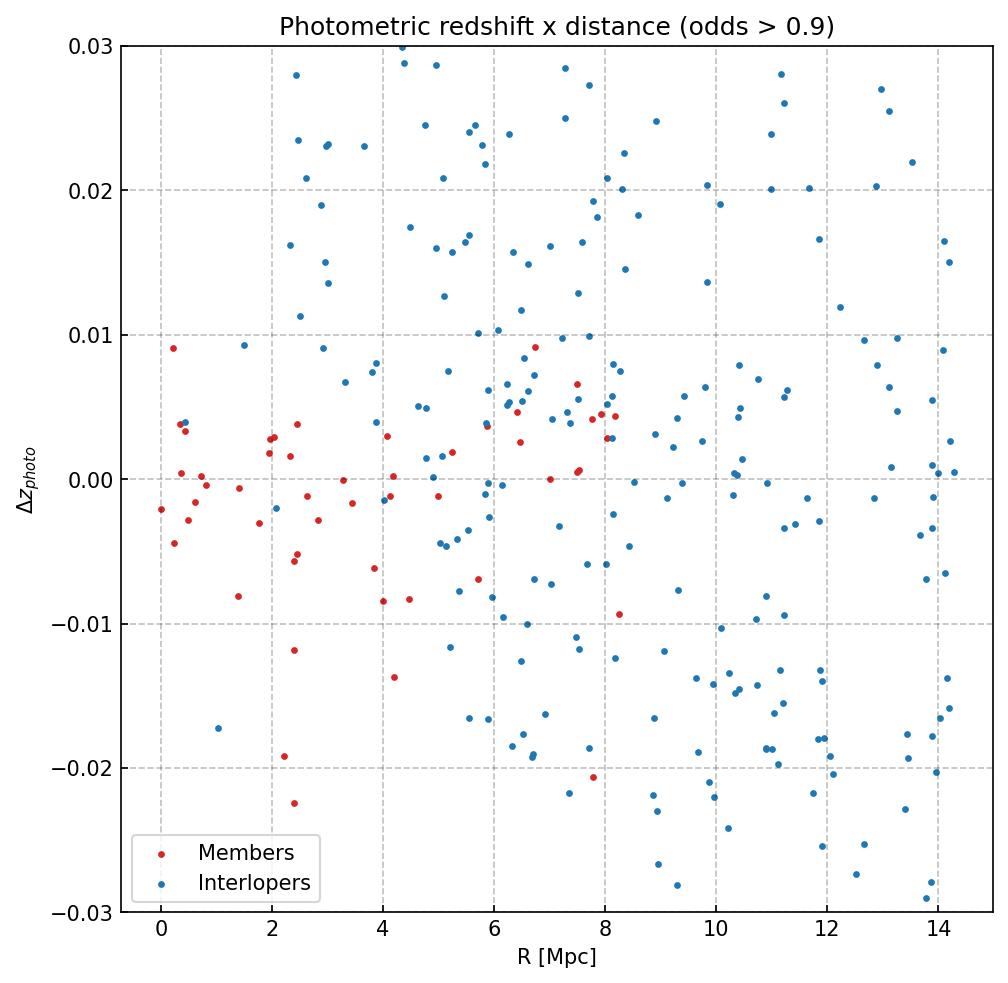 Photometric redshift x distance (odds > 0.9)
0.03
0.02
0.01
0.00
−0.01
−0.02
−0.03
Δz_photo
Members
Interlopers
0 2 4 6 8 10 12 14
R [Mpc]